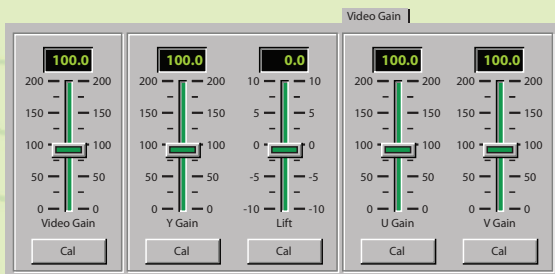 Video Gain
100.0 100.0 0.0 100.0 100.0
200 200 200 200 10 10 200 200 200 200
150 150 150 150 5 5 150 150 150 150
100 100 100 100 0 0 100 100 100 100
50 50 50 50 -5 -5 50 50 50 50
0 0 0 0 -10 -10 0 0 0 0
Video Gain Y Gain Lift U Gain V Gain
Cal Cal Cal Cal Cal